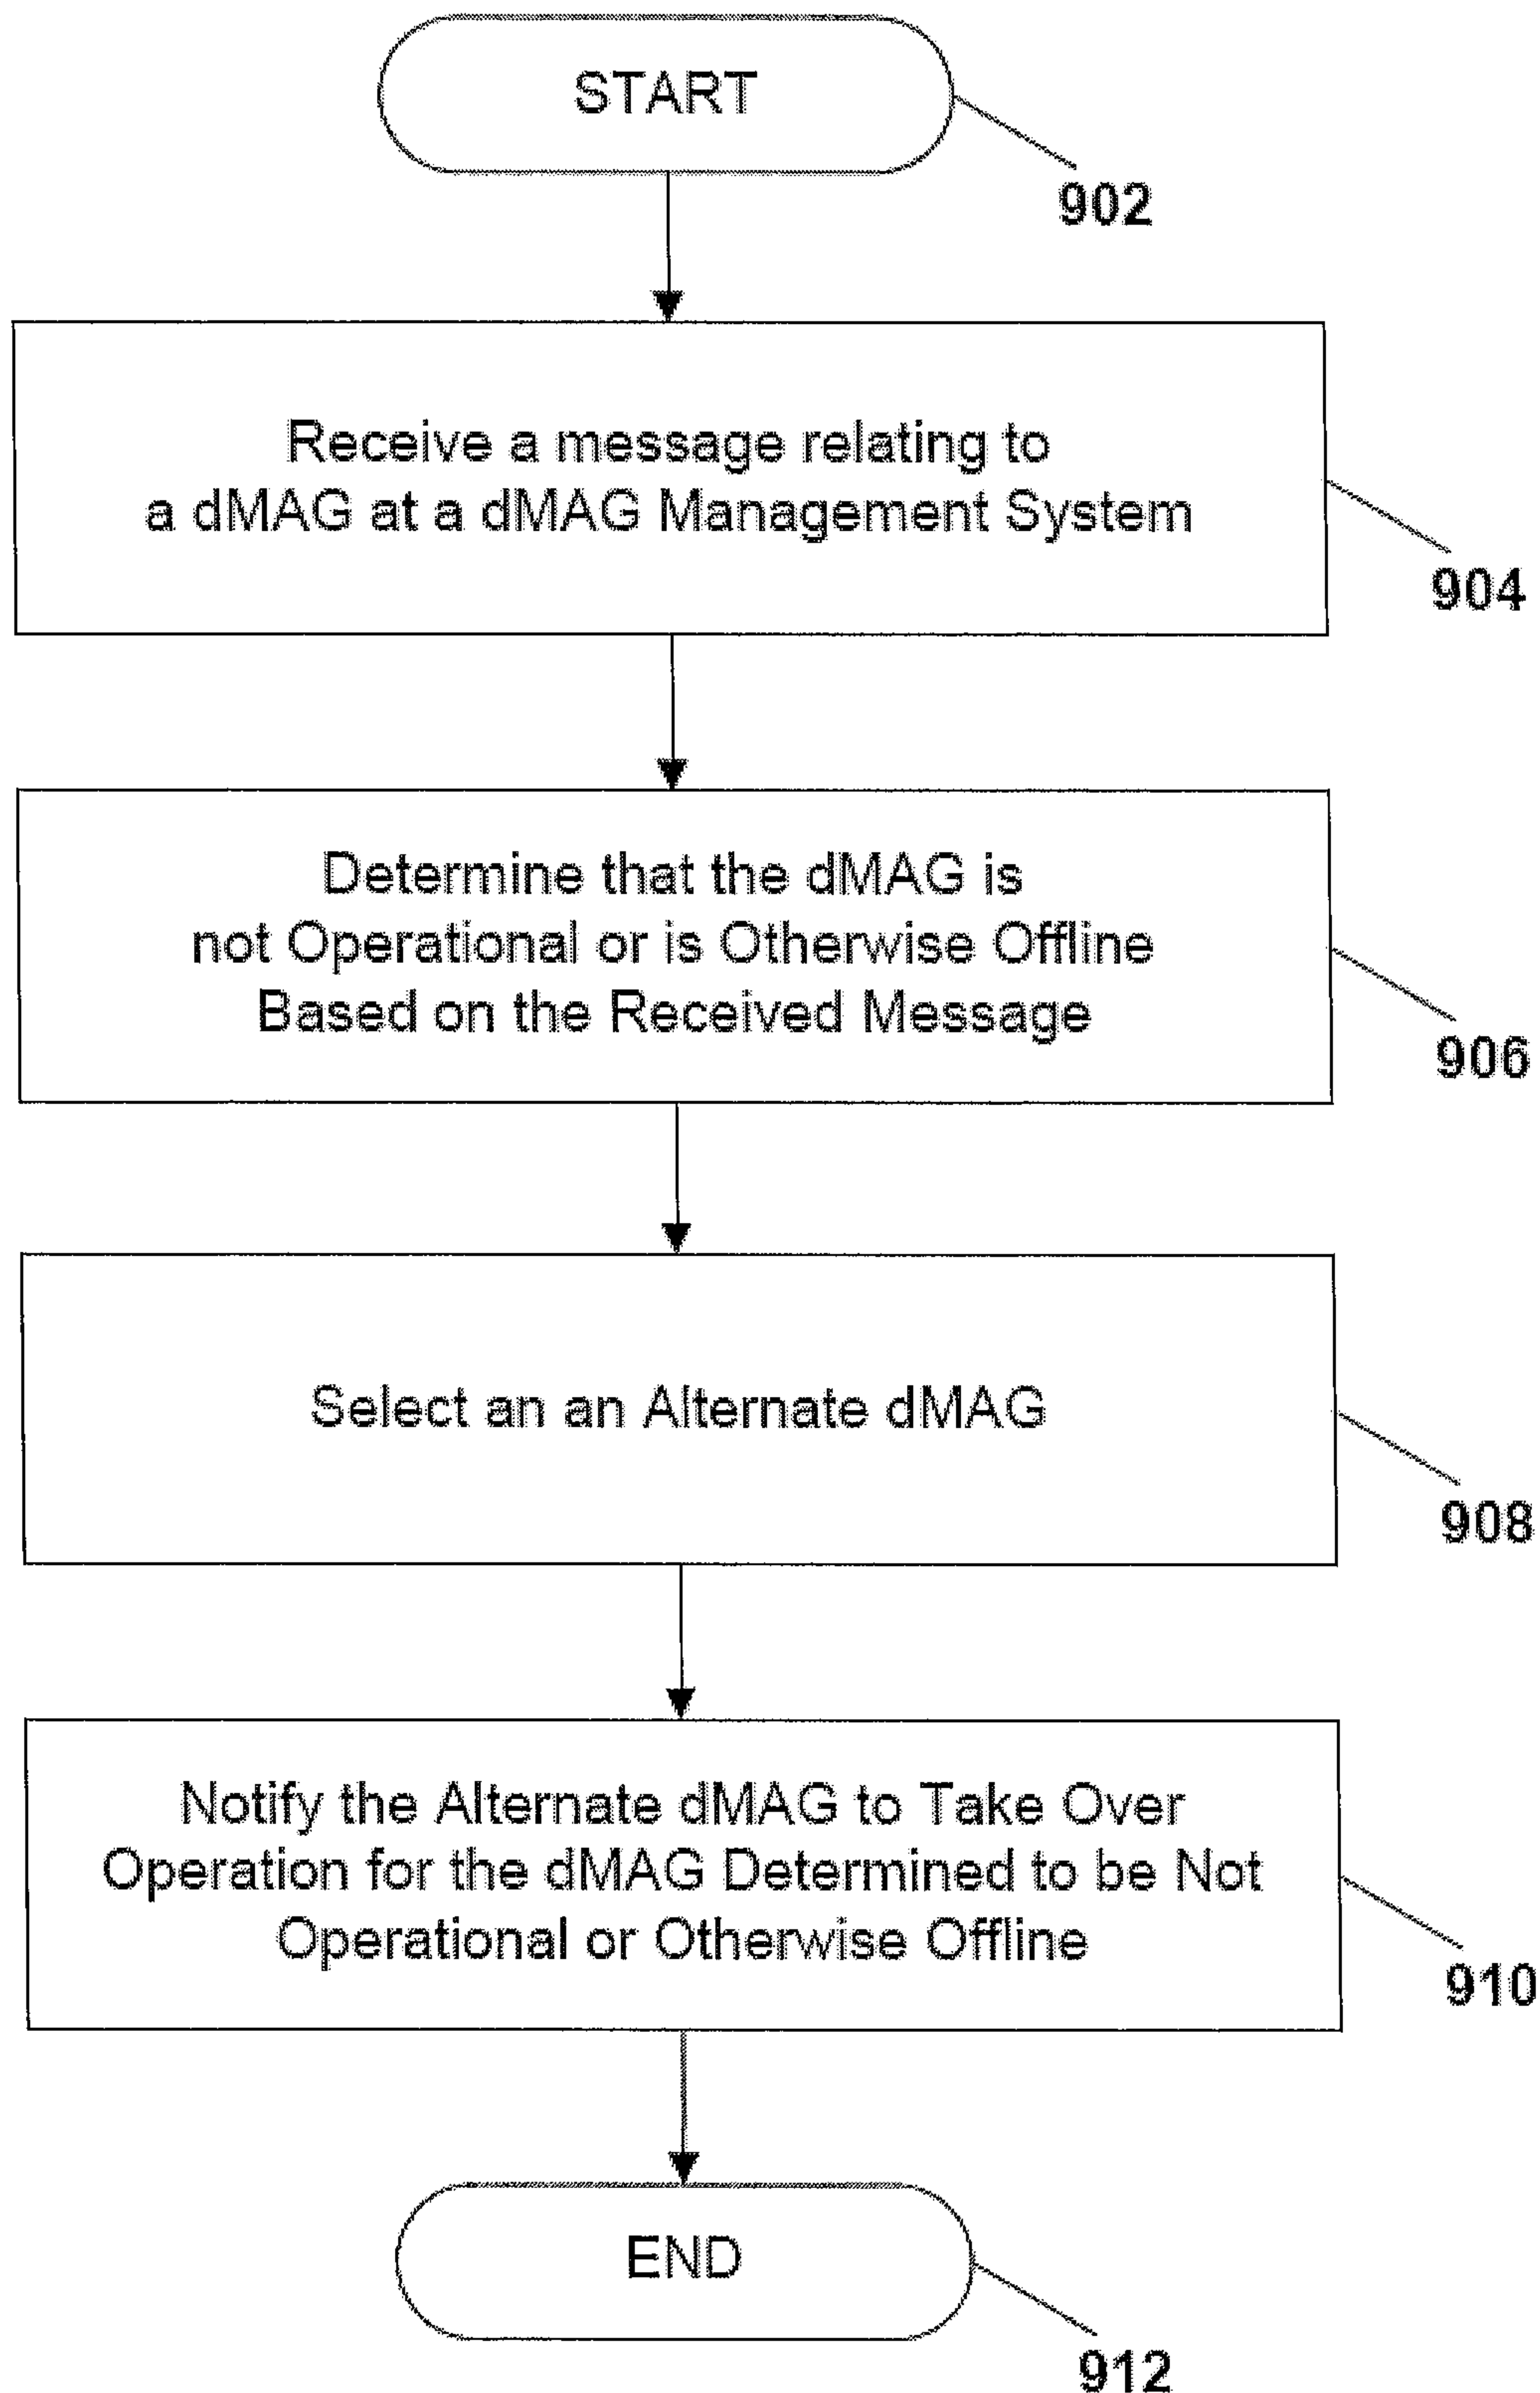 START
902
Receive a message relating to
a dMAG at a dMAG Management System
904
Determine that the dMAG is
not Operational or is Otherwise Offline
Based on the Received Message
906
Select an an Alternate dMAG
908
Notify the Alternate dMAG to Take Over
Operation for the dMAG Determined to be Not
Operational or Otherwise Offline
910
END
912